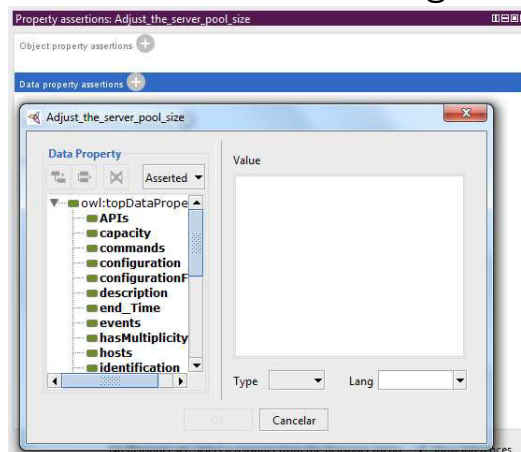 Property assertions: Adjust_the_server_pool_size
Object property assertions
Data property assertions
Adjust_the_server_pool_size
Data Property
Value
Asserted
owl:topDataPrope
APIs
capacity
commands
configuration
configurationF
description
end_Time
events
hasMultiplicity
hosts
identification
Type
Lang
Cancelar